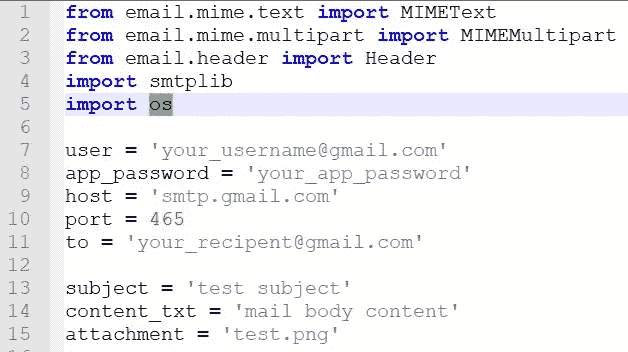 1 from email.mime.text import MIMEText
2 from email.mime.multipart import MIMEMultipart
3 from email.header import Header
4 import smtplib
5 import os
6
7 user = 'your_username@gmail.com'
8 app_password = 'your_app_password'
9 host = 'smtp.gmail.com'
10 port = 465
11 to = 'your_recipent@gmail.com'
12
13 subject = 'test subject'
14 content_txt = 'mail body content'
15 attachment = 'test.png'